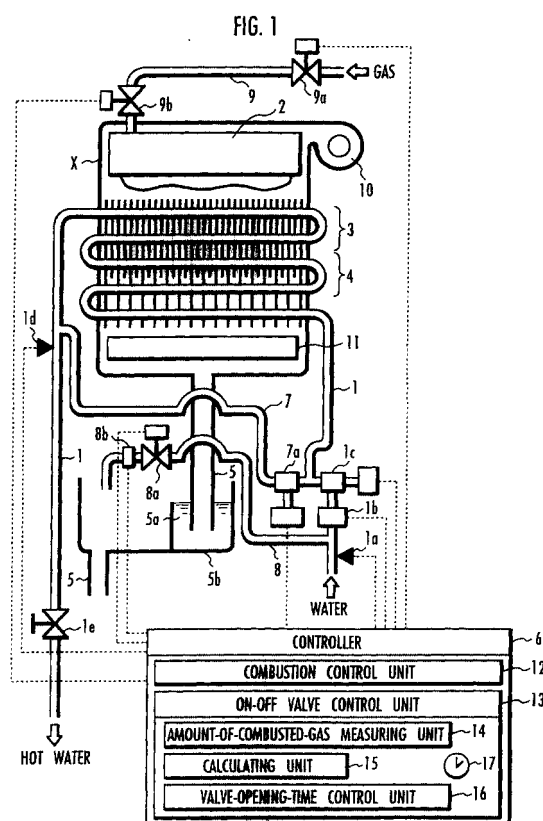 FIG. 1
9
9a
GAS
9b
2
X
10
3
4
1d
11
7
1
8b
7a
1c
1
8a
5
1b
5a
1a
5
5b
8
1e
WATER
CONTROLLER
6
COMBUSTION CONTROL UNIT
12
ON-OFF VALVE CONTROL UNIT
13
HOT WATER
AMOUNT-OF-COMBUSTED-GAS MEASURING UNIT
14
CALCULATING UNIT
15
17
VALVE-OPENING-TIME CONTROL UNIT
16